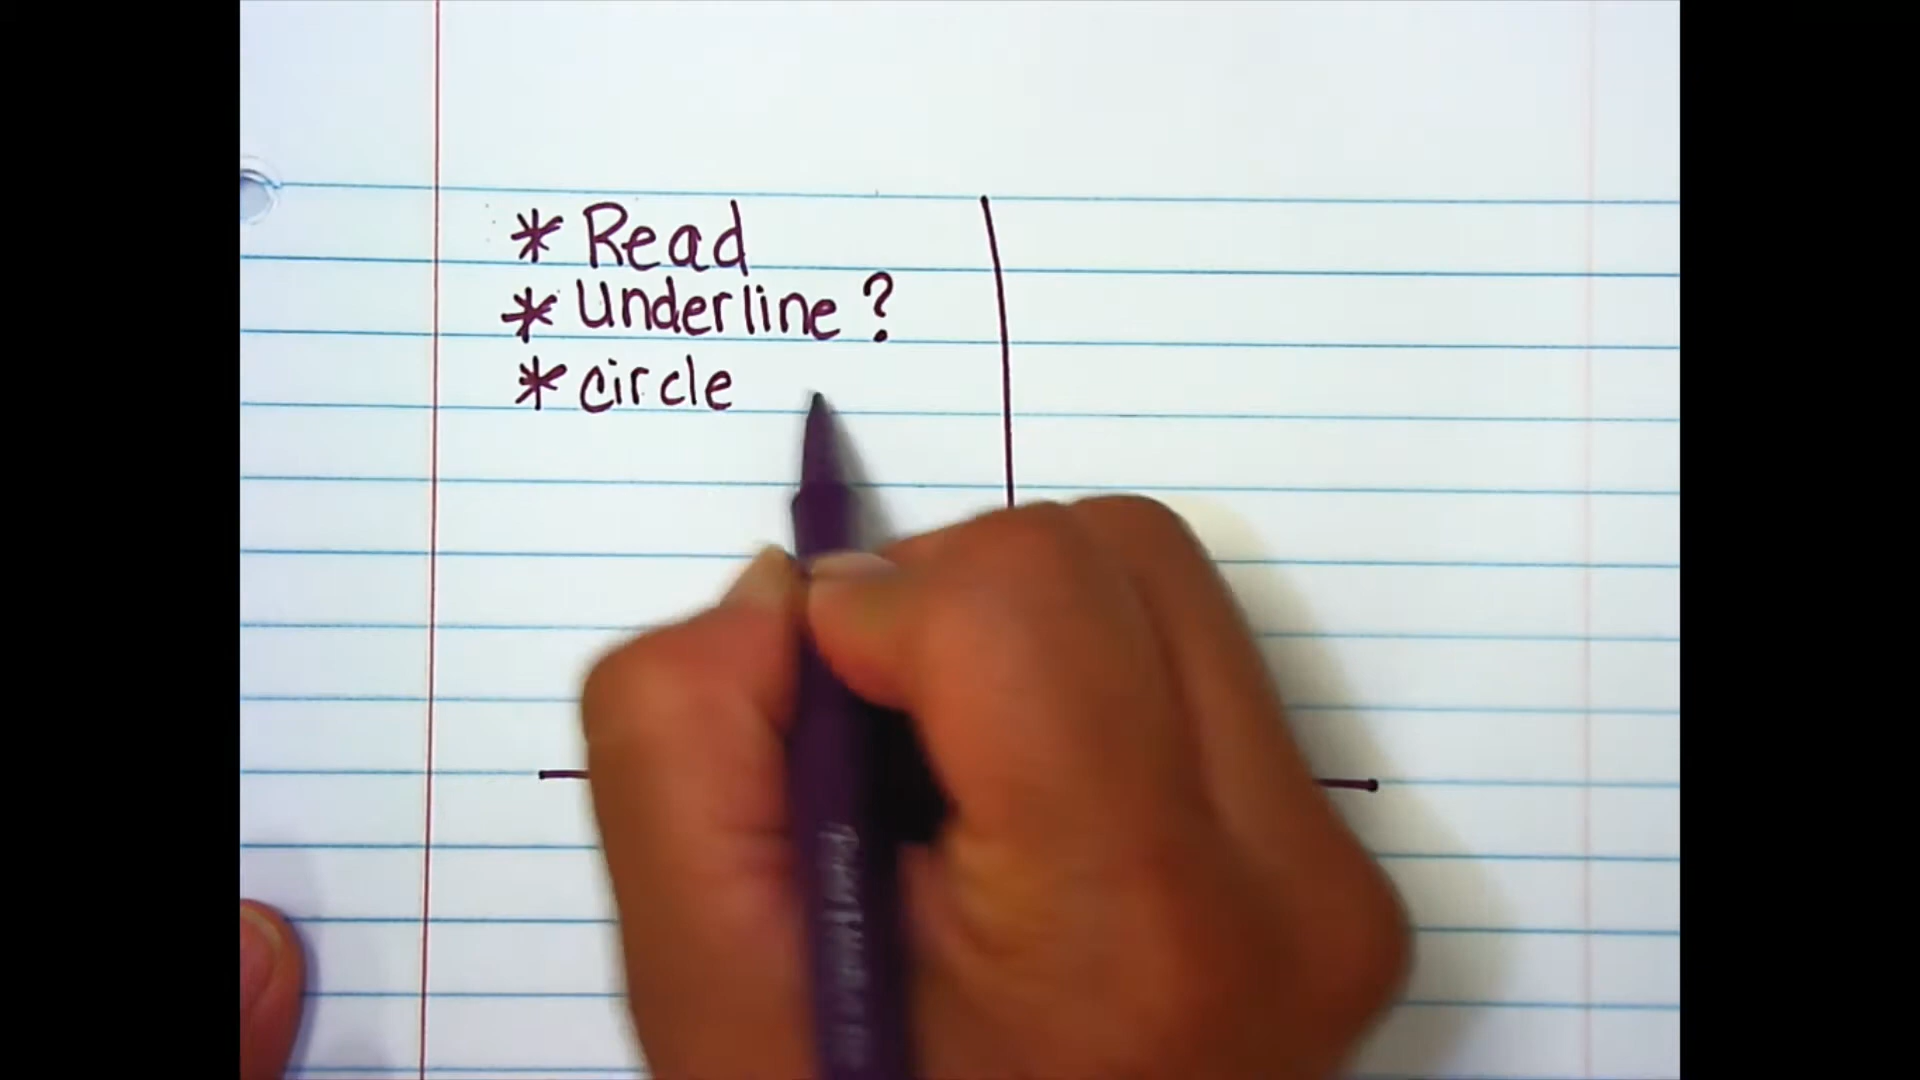 * Read
* Underline ?
* circle